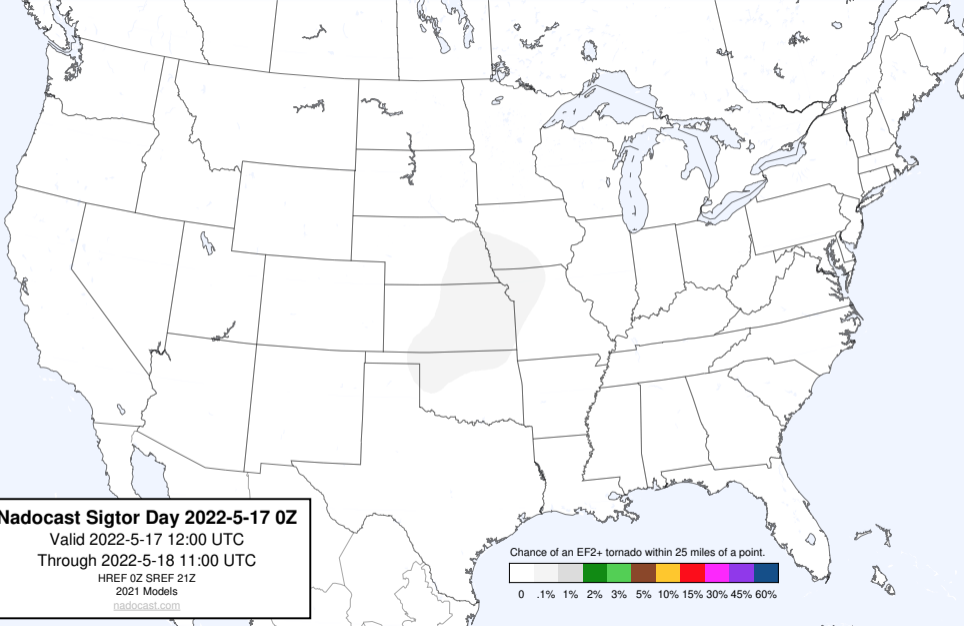 Nadocast Sigtor Day 2022-5-17 0Z
Valid 2022-5-17 12:00 UTC
Through 2022-5-18 11:00 UTC
HREF 0Z SREF 21Z
2021 Models
nadocast.com
Chance of an EF2+ tornado within 25 miles of a point.
0 .1% 1% 2% 3% 5% 10% 15% 30% 45% 60%